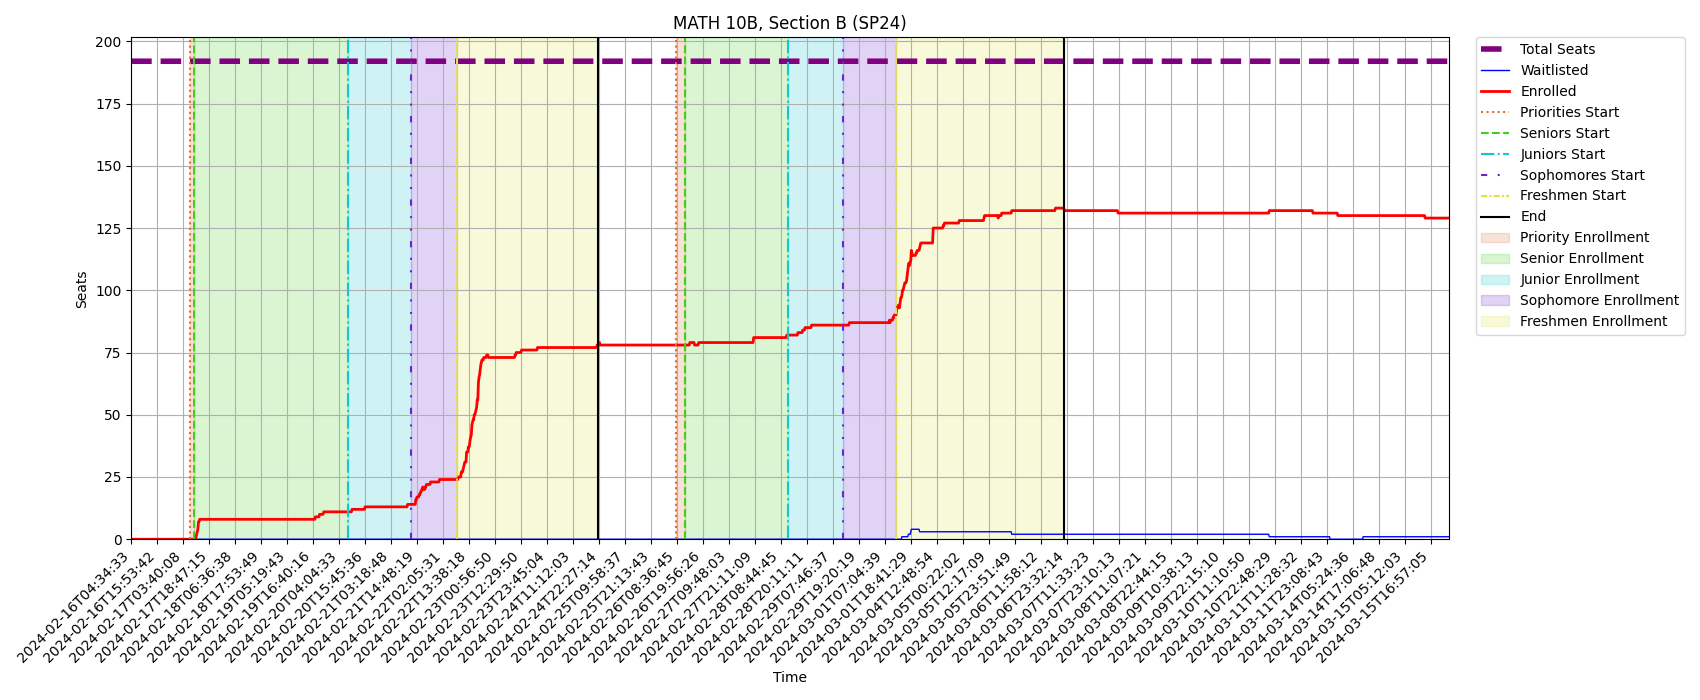 MATH 10B, Section B (SP24)
200
175
150
125
100
75
50
25
0
Seats
2024-02-16T04:34:33
2024-02-16T15:53:42
2024-02-17T03:40:08
2024-02-17T18:47:15
2024-02-18T06:36:38
2024-02-18T17:53:49
2024-02-19T05:19:43
2024-02-19T16:40:16
2024-02-20T04:04:33
2024-02-20T15:45:36
2024-02-21T03:18:48
2024-02-21T14:48:19
2024-02-22T02:05:31
2024-02-22T13:38:18
2024-02-23T00:56:50
2024-02-23T12:29:50
2024-02-23T23:45:04
2024-02-24T11:12:03
2024-02-24T22:27:14
2024-02-25T09:58:37
2024-02-25T21:13:43
2024-02-26T08:36:45
2024-02-26T19:56:26
2024-02-27T09:48:03
2024-02-27T21:11:09
2024-02-28T08:44:45
2024-02-28T20:11:11
2024-02-29T07:46:37
2024-02-29T19:20:19
2024-03-01T07:04:39
2024-03-01T18:41:29
2024-03-04T12:48:54
2024-03-05T00:22:02
2024-03-05T12:17:09
2024-03-05T23:51:49
2024-03-06T11:58:12
2024-03-06T23:32:14
2024-03-07T11:33:23
2024-03-07T23:10:13
2024-03-08T11:07:21
2024-03-08T22:44:15
2024-03-09T10:38:13
2024-03-09T22:15:10
2024-03-10T11:10:50
2024-03-10T22:48:29
2024-03-11T11:28:32
2024-03-11T23:08:43
2024-03-14T05:24:36
2024-03-14T17:06:48
2024-03-15T05:12:03
2024-03-15T16:57:05
Time
Total Seats
Waitlisted
Enrolled
Priorities Start
Seniors Start
Juniors Start
Sophomores Start
Freshmen Start
End
Priority Enrollment
Senior Enrollment
Junior Enrollment
Sophomore Enrollment
Freshmen Enrollment